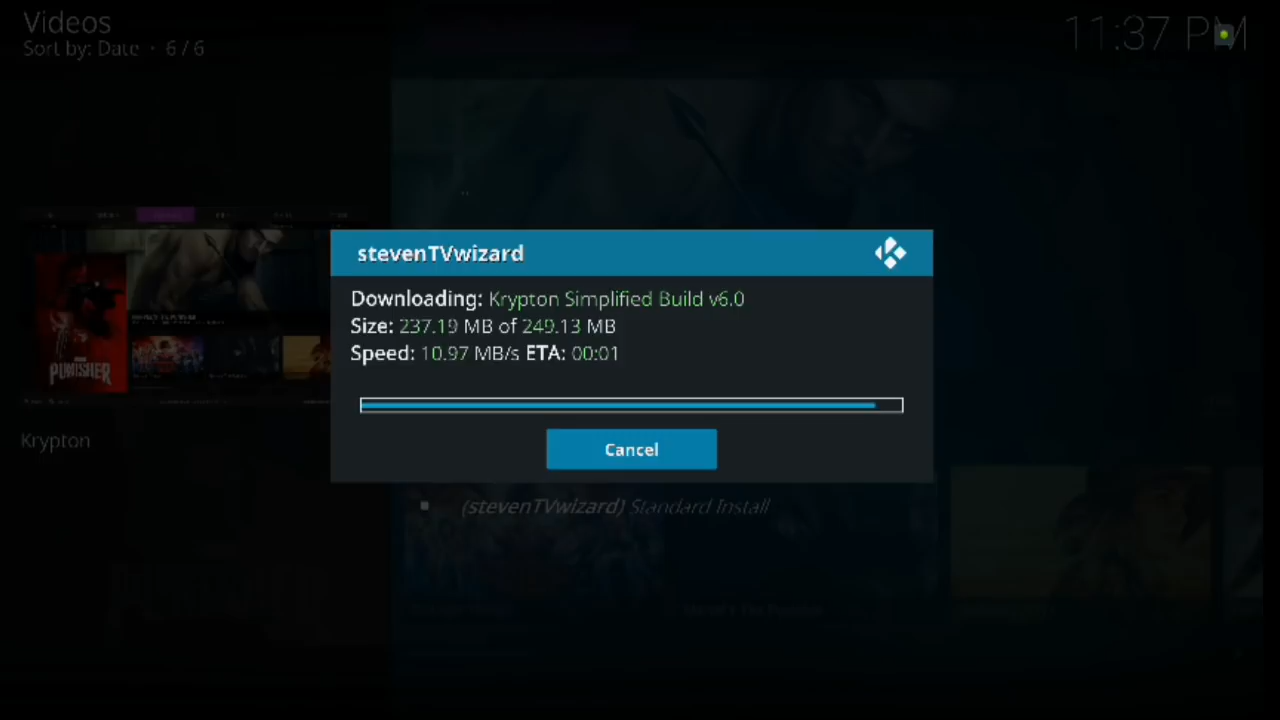 Videos
Sort by: Date · 6 / 6
11:37 PM
stevenTVwizard
Downloading: Krypton Simplified Build v6.0
Size: 237.19 MB of 249.13 MB
Speed: 10.97 MB/s ETA: 00:01
Cancel
PUNISHER
Krypton
(stevenTVwizard) Standard Install